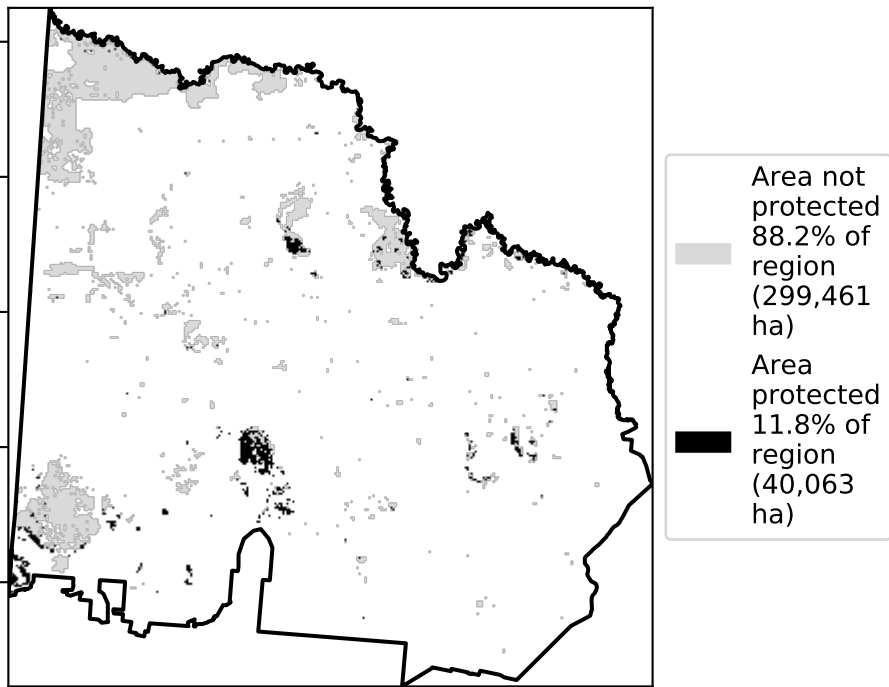 Area not
protected
88.2% of
region
(299,461
ha)
Area
protected
11.8% of
region
(40,063
ha)